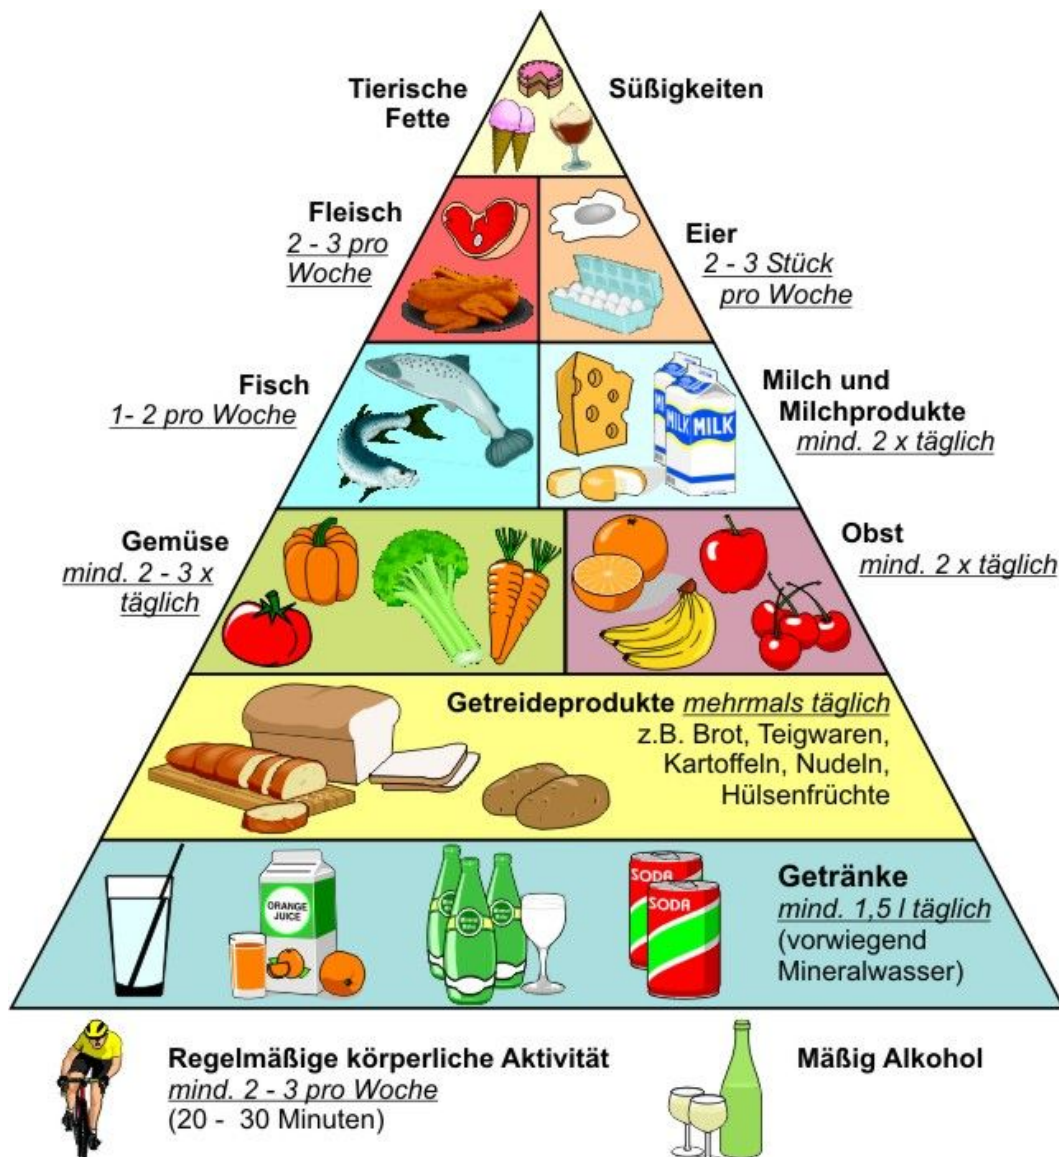 Tierische
Fette
Süßigkeiten
Fleisch
2 - 3 pro
Woche
Eier
2 - 3 Stück
pro Woche
Fisch
1- 2 pro Woche
Milch und
Milchprodukte
mind. 2 x täglich
MILK
MILK
Gemüse
mind. 2 - 3 x
täglich
Obst
mind. 2 x täglich
Getreideprodukte mehrmals täglich
z.B. Brot, Teigwaren,
Kartoffeln, Nudeln,
Hülsenfrüchte
ORANGE
JUICE
SODA
SODA
Getränke
mind. 1,5 l täglich
(vorwiegend
Mineralwasser)
Regelmäßige körperliche Aktivität
mind. 2 - 3 pro Woche
(20 - 30 Minuten)
Mäßig Alkohol